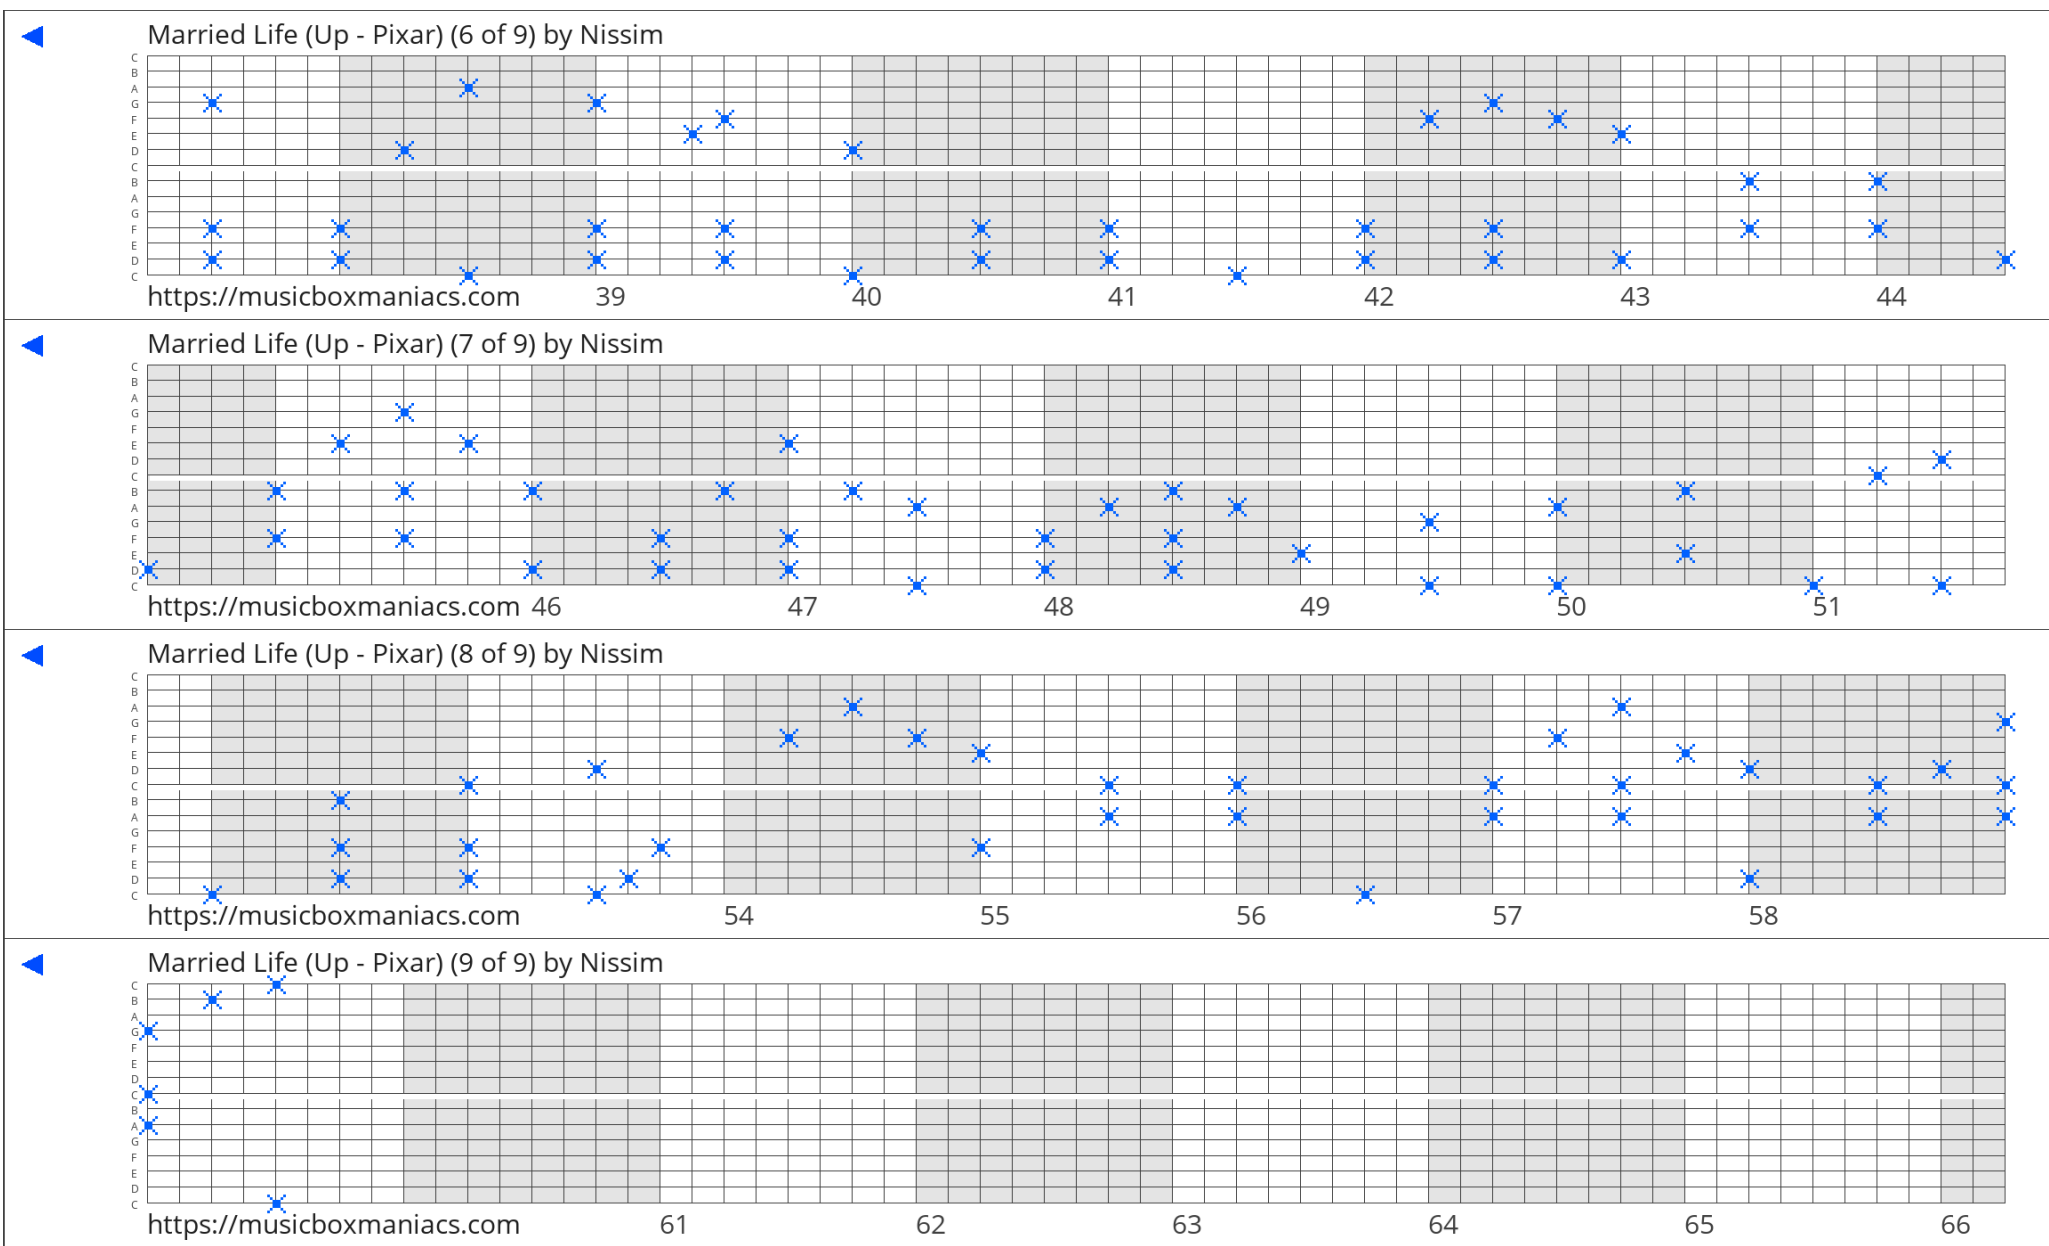 Married Life (Up - Pixar) (6 of 9) by Nissim
C
B
A
G
F
E
D
C
B
A
G
F
E
D
C
https://musicboxmaniacs.com 39 40 41 42 43 44
Married Life (Up - Pixar) (7 of 9) by Nissim
C
B
A
G
F
E
D
C
B
A
G
F
E
D
C
https://musicboxmaniacs.com 46 47 48 49 50 51
Married Life (Up - Pixar) (8 of 9) by Nissim
C
B
A
G
F
E
D
C
B
A
G
F
E
D
C
https://musicboxmaniacs.com 54 55 56 57 58
Married Life (Up - Pixar) (9 of 9) by Nissim
C
B
A
G
F
E
D
C
B
A
G
F
E
D
C
https://musicboxmaniacs.com 61 62 63 64 65 66